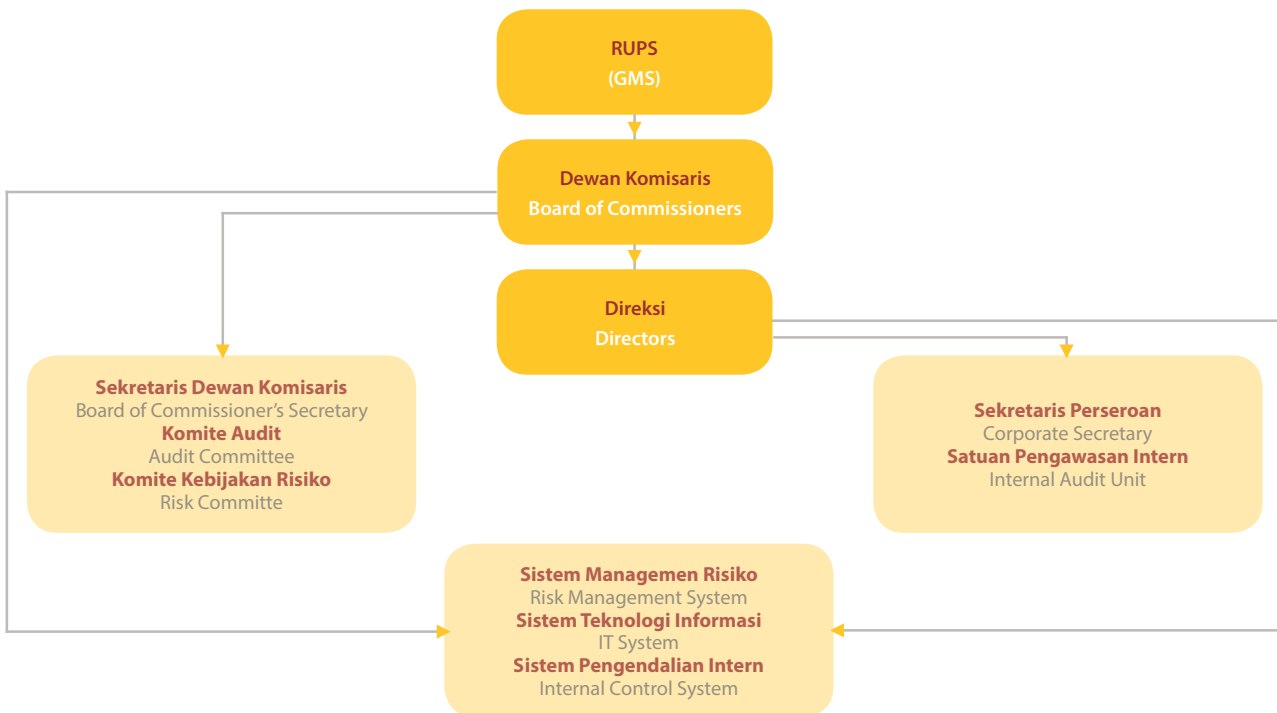 RUPS
(GMS)
Dewan Komisaris
Board of Commissioners
Direksi
Directors
Sekretaris Dewan Komisaris
Board of Commissioner's Secretary
Komite Audit
Audit Committee
Komite Kebijakan Risiko
Risk Committe
Sekretaris Perseroan
Corporate Secretary
Satuan Pengawasan Intern
Internal Audit Unit
Sistem Managemen Risiko
Risk Management System
Sistem Teknologi Informasi
IT System
Sistem Pengendalian Intern
Internal Control System